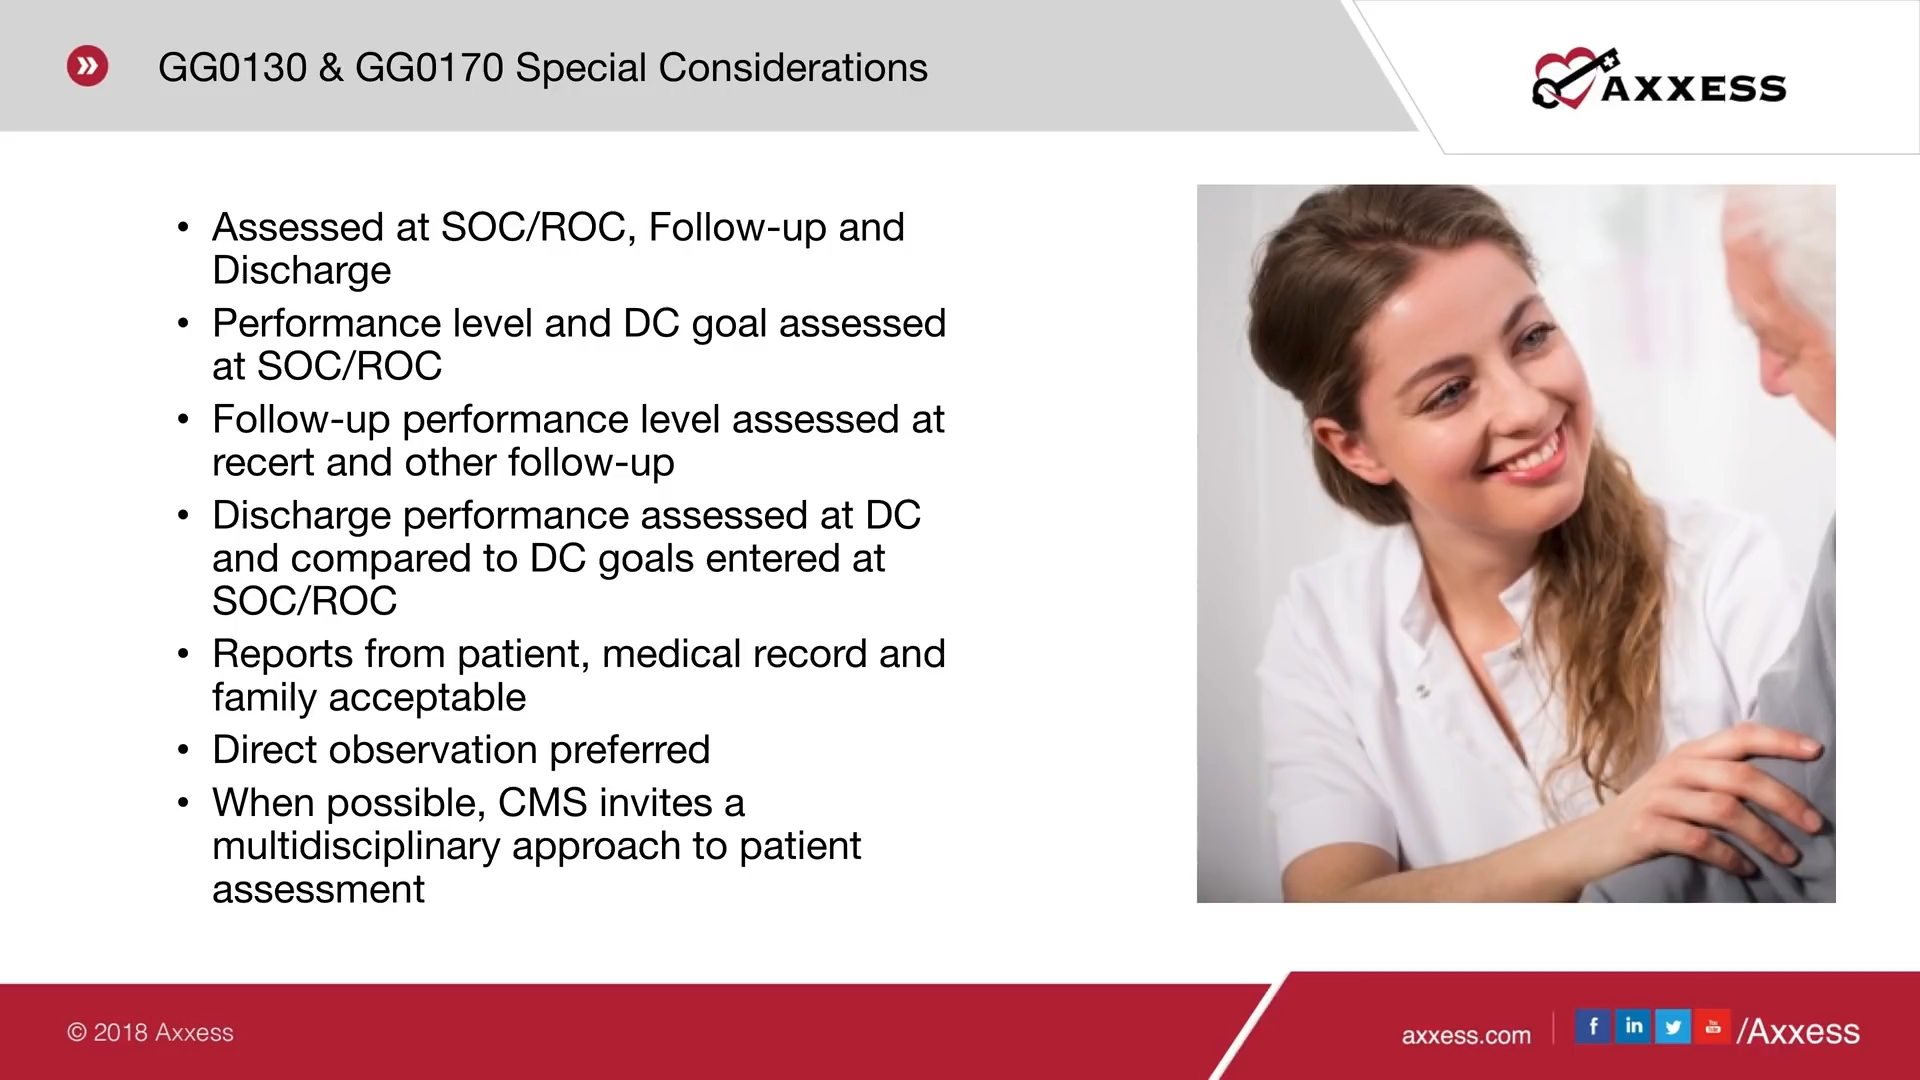 GG0130 & GG0170 Special Considerations
AXXESS
• Assessed at SOC/ROC, Follow-up and
Discharge
• Performance level and DC goal assessed
at SOC/ROC
• Follow-up performance level assessed at
recert and other follow-up
• Discharge performance assessed at DC
and compared to DC goals entered at
SOC/ROC
• Reports from patient, medical record and
family acceptable
• Direct observation preferred
• When possible, CMS invites a
multidisciplinary approach to patient
assessment
© 2018 Axxess
axxess.com
f in You /Axxess